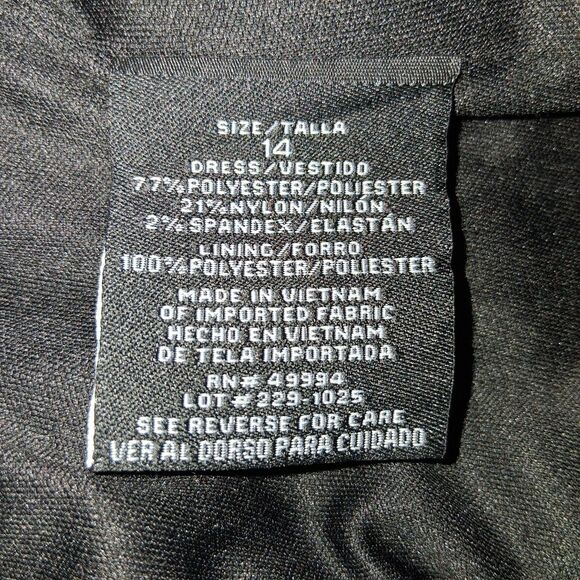 SIZE/TALLA
14
DRESS/VESTIDO
77% POLYESTER/POLIESTER
21% NYLON/NILÓN
2% SPANDEX/ELASTÁN
LINING/FORRO
100% POLYESTER/POLIESTER
MADE IN VIETNAM
OF IMPORTED FABRIC
HECHO EN VIETNAM
DE TELA IMPORTADA
RN# 49994
LOT # 229-1025
SEE REVERSE FOR CARE
VER AL DORSO PARA CUIDADO